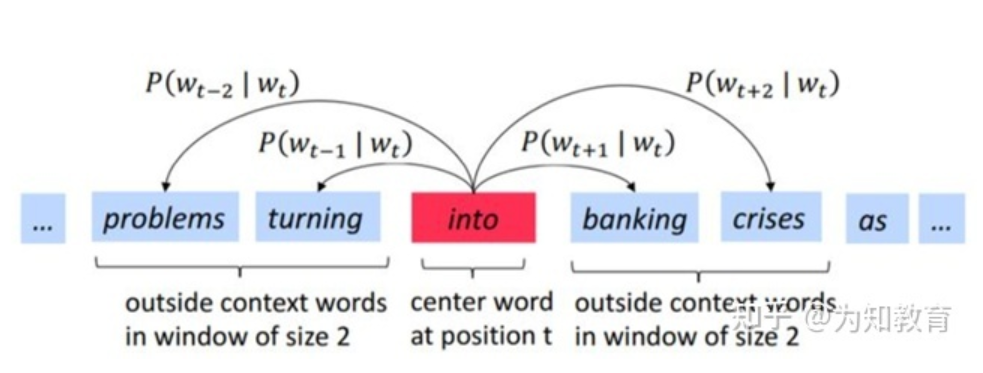 P(w_{t-2} | w_t)
P(w_{t+2} | w_t)
P(w_{t-1} | w_t)
P(w_{t+1} | w_t)
... problems turning into banking crises as ...
outside context words
in window of size 2
center word
at position t
outside context words
in window of size 2
知乎 @为知教育